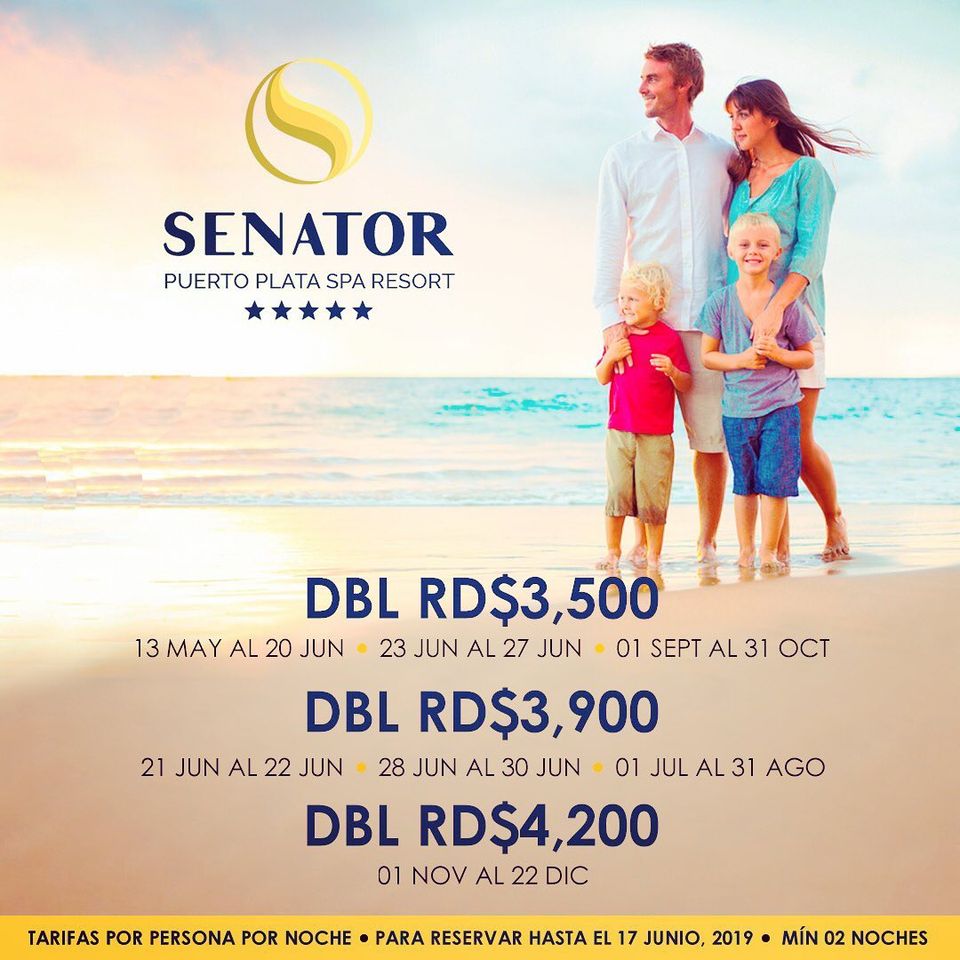 SENATOR
PUERTO PLATA SPA RESORT
DBL RD$3,500
13 MAY AL 20 JUN • 23 JUN AL 27 JUN • 01 SEPT AL 31 OCT
DBL RD$3,900
21 JUN AL 22 JUN • 28 JUN AL 30 JUN • 01 JUL AL 31 AGO
DBL RD$4,200
01 NOV AL 22 DIC
TARIFAS POR PERSONA POR NOCHE • PARA RESERVAR HASTA EL 17 JUNIO, 2019 • MÍN 02 NOCHES